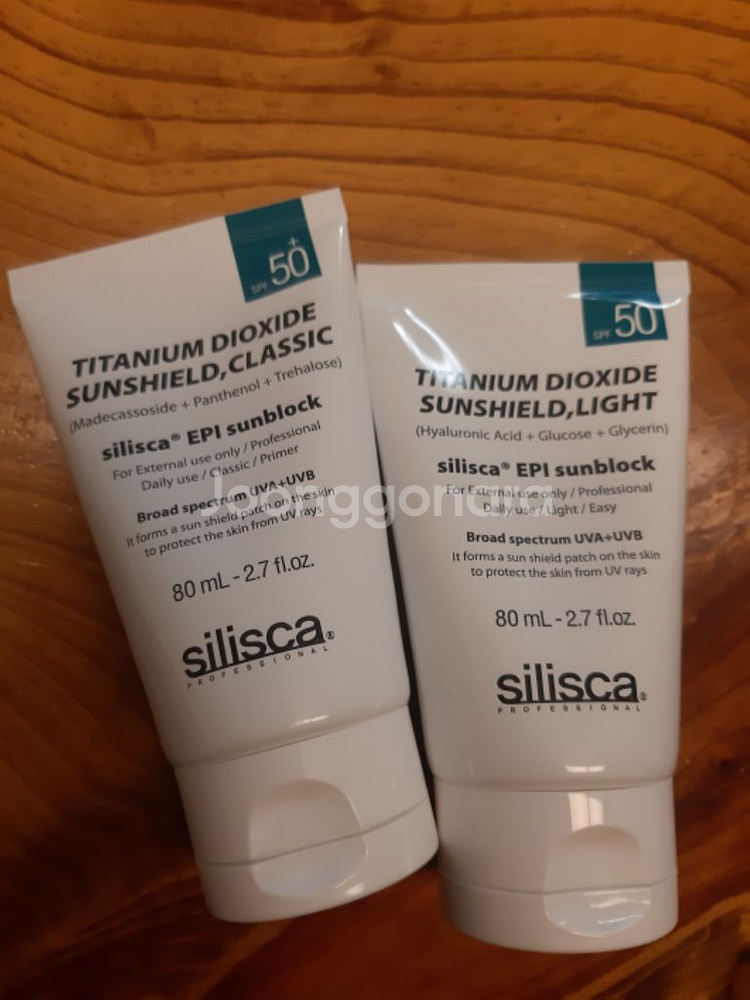 SPF 50+
TITANIUM DIOXIDE
SUNSHIELD,CLASSIC
(Madecassoside + Panthenol + Trehalose)
silisca® EPI sunblock
For External use only / Professional
Daily use / Classic / Primer
Broad spectrum UVA+UVB
It forms a sun shield patch on the skin
to protect the skin from UV rays
80 mL - 2.7 fl.oz.
silisca®
PROFESSIONAL
SPF 50
TITANIUM DIOXIDE
SUNSHIELD,LIGHT
(Hyaluronic Acid + Glucose + Glycerin)
silisca® EPI sunblock
For External use only / Professional
Daily use / Light / Easy
Broad spectrum UVA+UVB
It forms a sun shield patch on the skin
to protect the skin from UV rays
80 mL - 2.7 fl.oz.
silisca®
PROFESSIONAL
Joonggonara